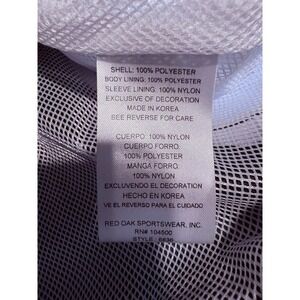 SHELL: 100% POLYESTER
BODY LINING: 100% POLYESTER
SLEEVE LINING: 100% NYLON
EXCLUSIVE OF DECORATION
MADE IN KOREA
SEE REVERSE FOR CARE
CUERPO: 100% NYLON
CUERPO FORRO:
100% POLYESTER
MANGA FORRO:
100% NYLON
EXCLUYENDO EL DECORATION
HECHO EN KOREA
VE EL REVERSO PARA EL CUIDADO
RED OAK SPORTSWEAR, INC.
RN# 104500
STYLE